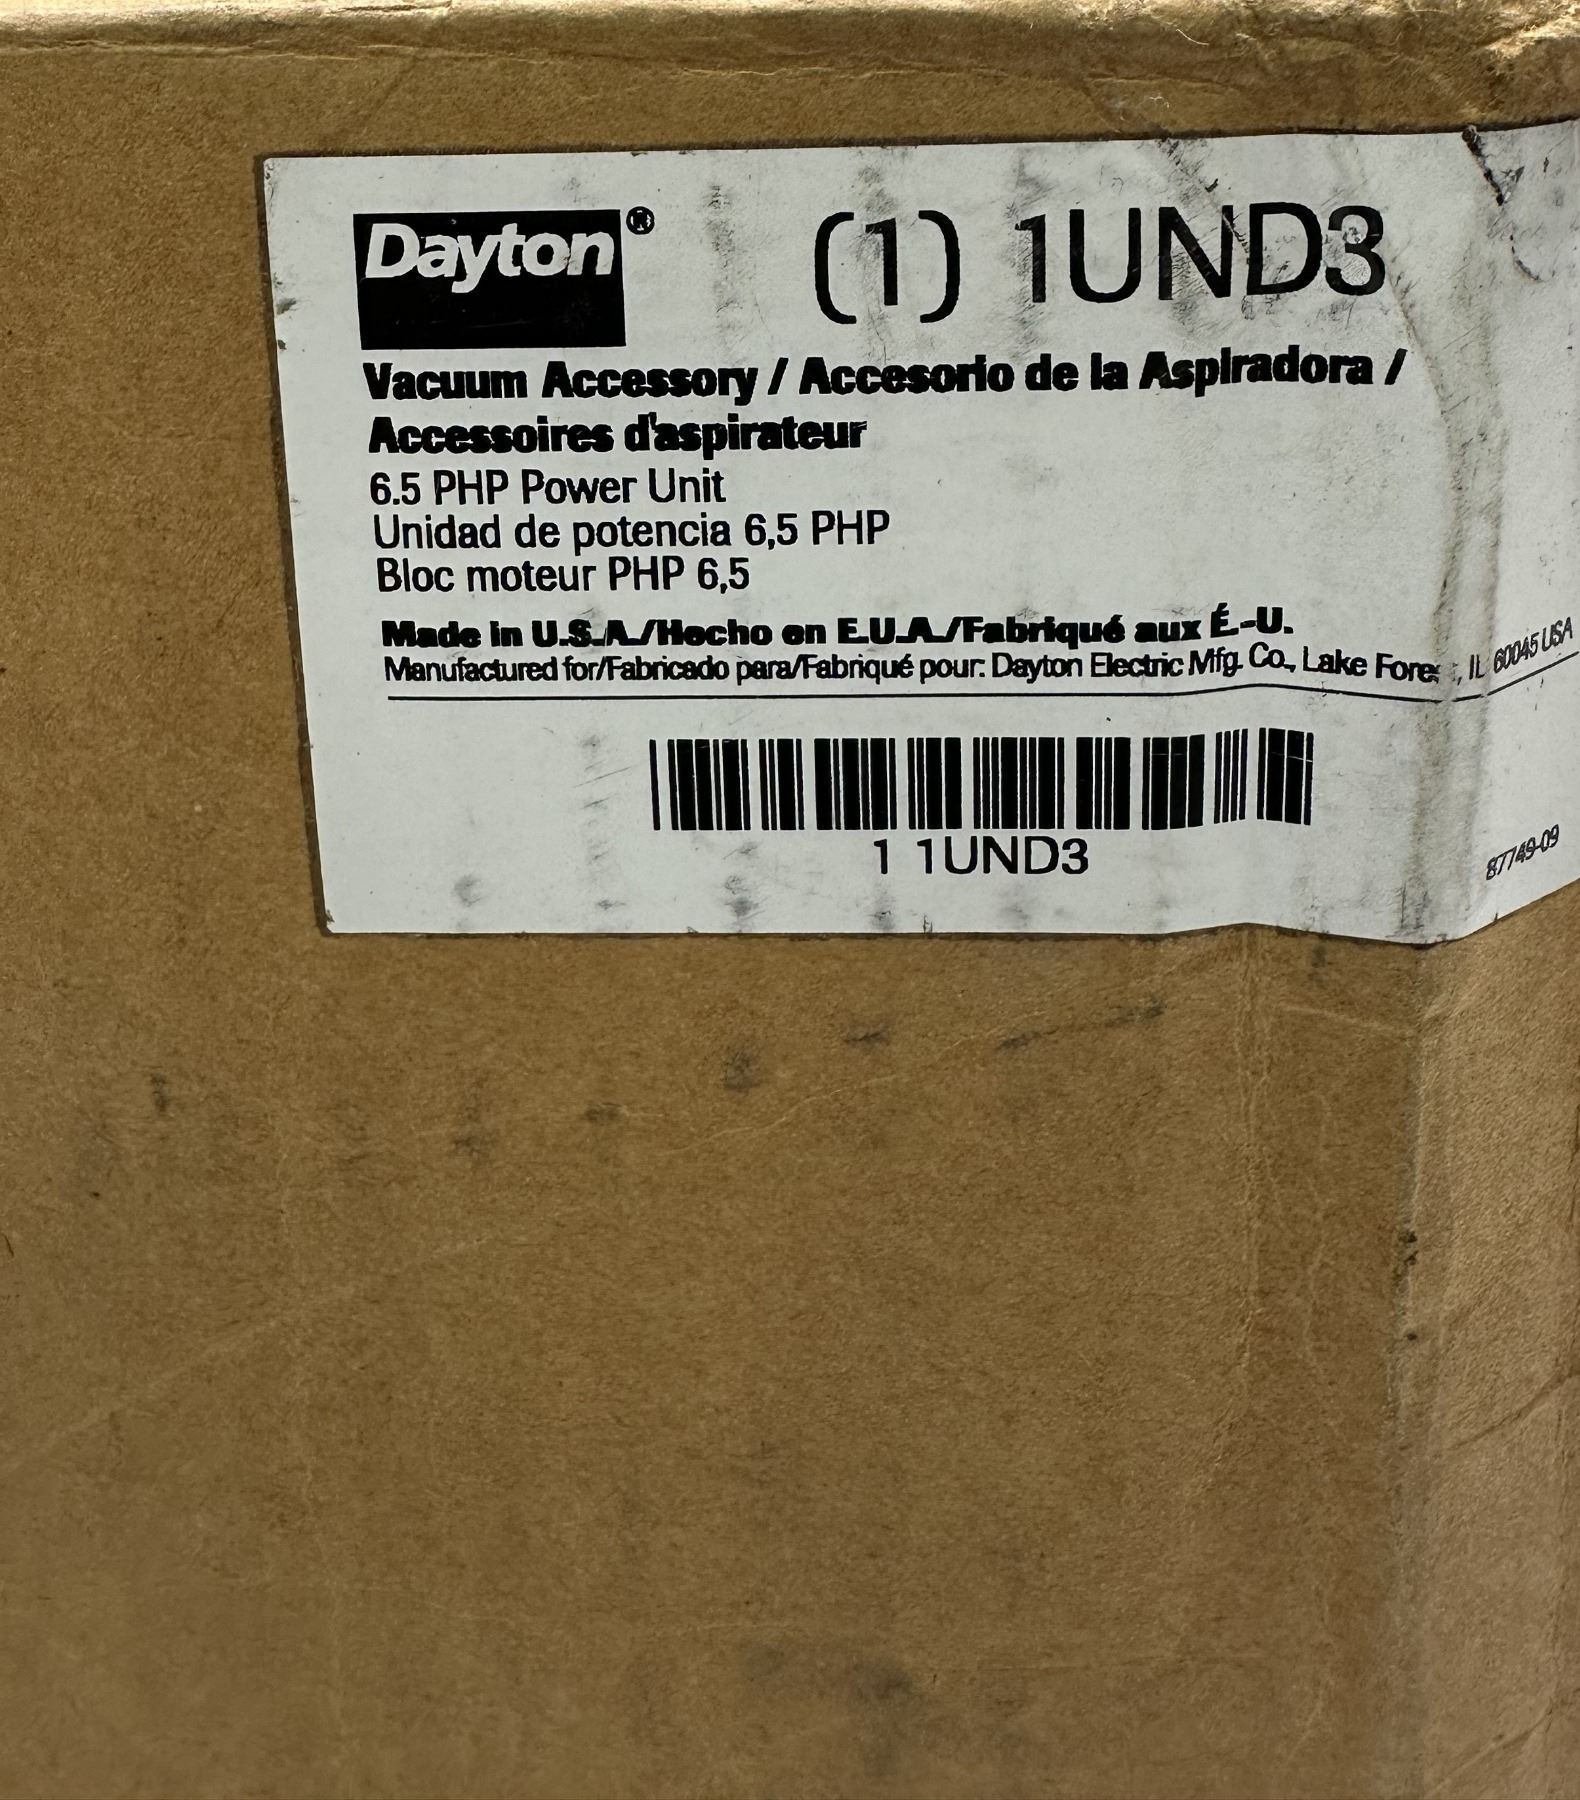 Dayton®
(1) 1UND3
Vacuum Accessory / Accesorio de la Aspiradora /
Accessoires d'aspirateur
6.5 PHP Power Unit
Unidad de potencia 6,5 PHP
Bloc moteur PHP 6,5
Made in U.S.A./Hecho en E.U.A./Fabriqué aux É.-U.
Manufactured for/Fabricado para/Fabriqué pour: Dayton Electric Mfg. Co., Lake Forest, IL 60045 USA
1 1UND3
87749-09